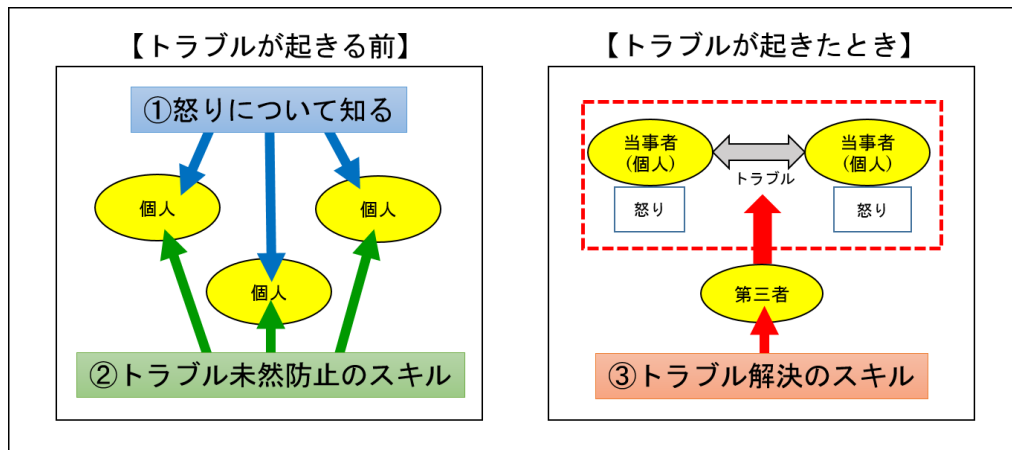 【トラブルが起きる前】
①怒りについて知る
個人
個人
個人
②トラブル未然防止のスキル
【トラブルが起きたとき】
当事者
(個人)
当事者
(個人)
トラブル
怒り
怒り
第三者
③トラブル解決のスキル